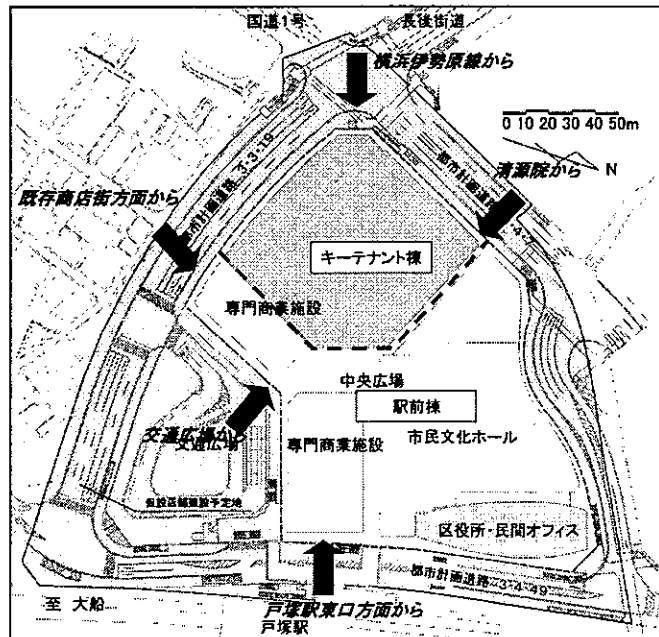 国道1号
長後街道
横浜伊勢原線から
0 10 20 30 40 50m
N
都市計画道路 3・3・19
清源院から
既存商店街方面から
キーテナント棟
専門商業施設
中央広場
駅前棟
交通広場から
交通広場
専門商業施設
市民文化ホール
区役所・民間オフィス
都市計画道路 3・4・49
至 大船
戸塚駅東口方面から
戸塚駅